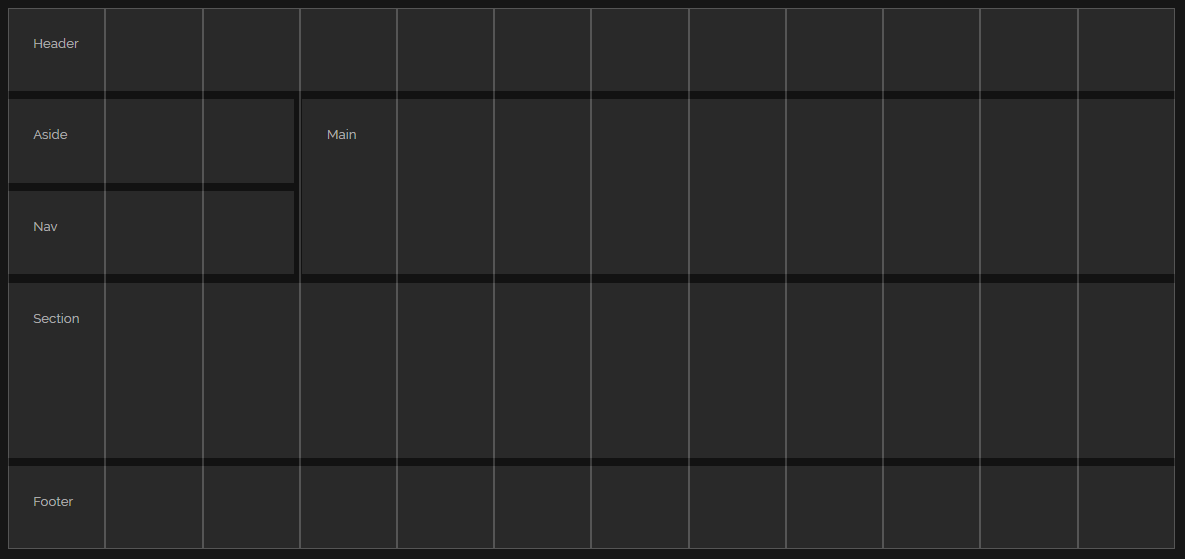 Header
Aside
Main
Nav
Section
Footer